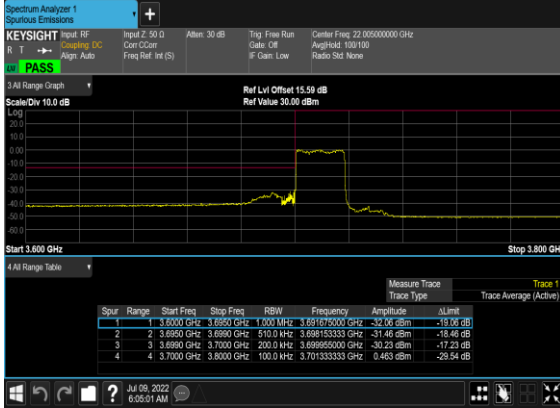 Spectrum Analyzer 1
Spurious Emissions
+
KEYSIGHT Input: RF Input Z: 50 Ω Atten: 30 dB Trig: Free Run Center Freq: 22.005000000 GHz
R T Coupling: DC Corr CCorr Gate: Off Avg|Hold: 100/100
Align: Auto Freq Ref: Int (S) IF Gain: Low Radio Std: None
LXI PASS
3.All Range Graph
Ref Lvl Offset 15.59 dB
Scale/Div 10.0 dB Ref Value 30.00 dBm
Log
20.0
10.0
0.00
-10.0
-20.0
-30.0
-40.0
-50.0
-60.0
Start 3.600 GHz Stop 3.800 GH
4.All Range Table
Measure Trace Trace 1
Trace Type Trace Average (Active)
Spur Range Start Freq Stop Freq RBW Frequency Amplitude ΔLimit
1 1 3.6000 GHz 3.6950 GHz 1.000 MHz 3.691675000 GHz -32.06 dBm -19.06 dB
2 2 3.6950 GHz 3.6990 GHz 510.0 kHz 3.698153333 GHz -31.46 dBm -18.46 dB
3 3 3.6990 GHz 3.7000 GHz 200.0 kHz 3.699955000 GHz -30.23 dBm -17.23 dB
4 4 3.7000 GHz 3.8000 GHz 100.0 kHz 3.701333333 GHz 0.463 dBm -29.54 dB
? Jul 09, 2022
6:05:01 AM